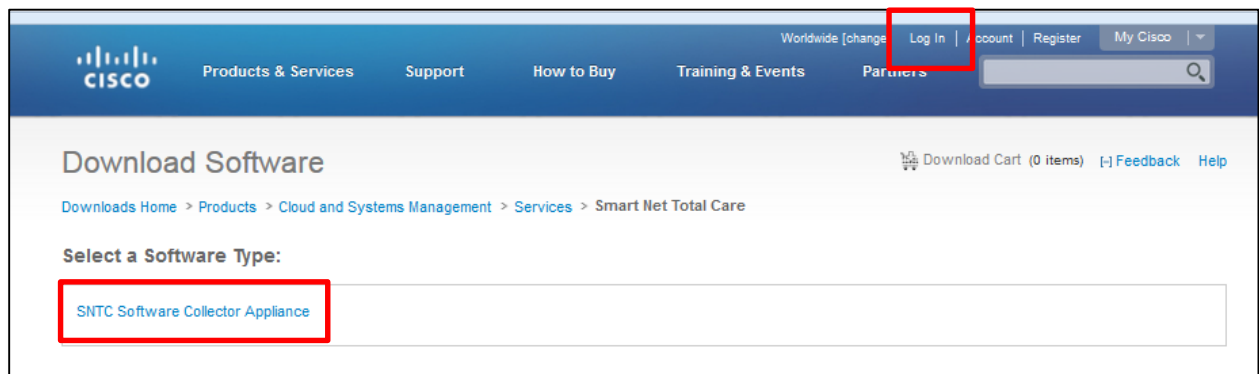 Worldwide [change Log In | Account | Register My Cisco
CISCO Products & Services Support How to Buy Training & Events Partners
Download Software Download Cart (0 items) [-] Feedback Help
Downloads Home > Products > Cloud and Systems Management > Services > Smart Net Total Care
Select a Software Type:
SNTC Software Collector Appliance